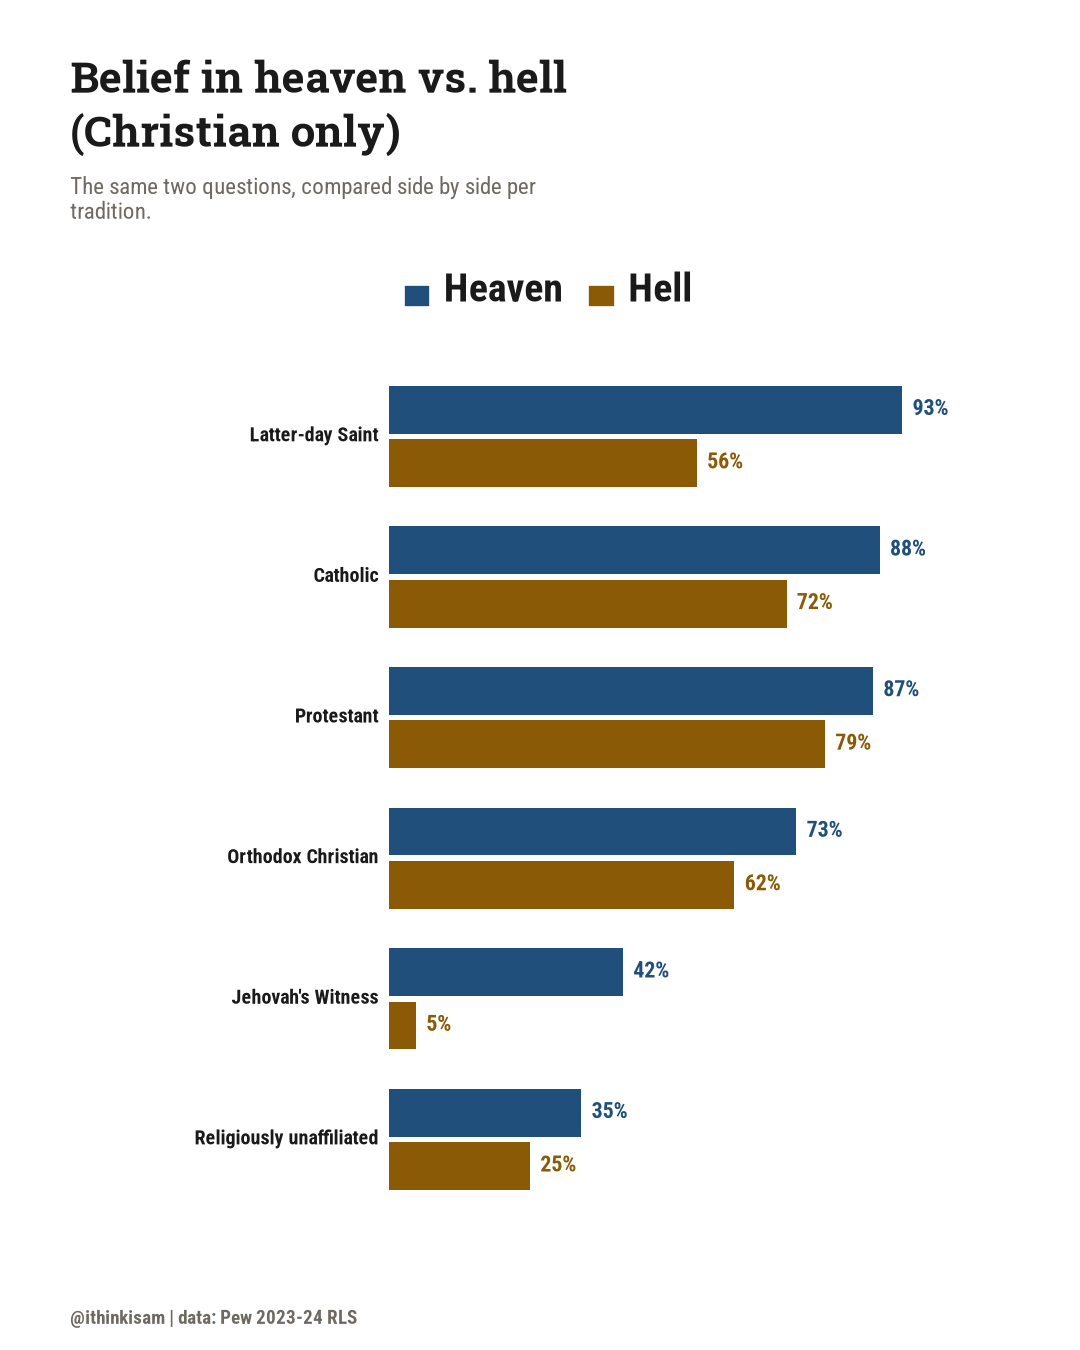 Belief in heaven vs. hell
(Christian only)
The same two questions, compared side by side per
tradition.
Heaven Hell
Latter-day Saint
93%
56%
Catholic
88%
72%
Protestant
87%
79%
Orthodox Christian
73%
62%
Jehovah's Witness
42%
5%
Religiously unaffiliated
35%
25%
@ithinkisam | data: Pew 2023-24 RLS